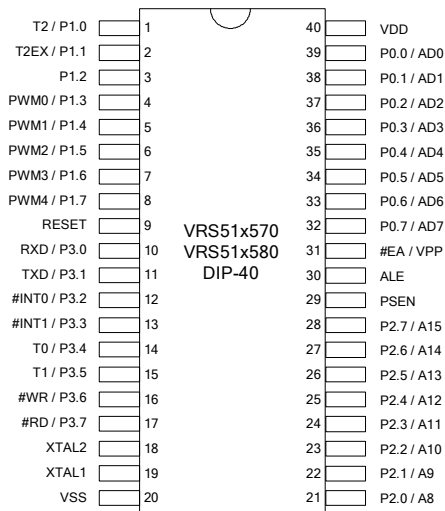 T2 / P1.0 1 40 VDD
T2EX / P1.1 2 39 P0.0 / AD0
P1.2 3 38 P0.1 / AD1
PWM0 / P1.3 4 37 P0.2 / AD2
PWM1 / P1.4 5 36 P0.3 / AD3
PWM2 / P1.5 6 35 P0.4 / AD4
PWM3 / P1.6 7 34 P0.5 / AD5
PWM4 / P1.7 8 33 P0.6 / AD6
RESET 9 32 P0.7 / AD7
RXD / P3.0 10 31 #EA / VPP
TXD / P3.1 11 30 ALE
#INT0 / P3.2 12 29 PSEN
#INT1 / P3.3 13 28 P2.7 / A15
T0 / P3.4 14 27 P2.6 / A14
T1 / P3.5 15 26 P2.5 / A13
#WR / P3.6 16 25 P2.4 / A12
#RD / P3.7 17 24 P2.3 / A11
XTAL2 18 23 P2.2 / A10
XTAL1 19 22 P2.1 / A9
VSS 20 21 P2.0 / A8
VRS51x570
VRS51x580
DIP-40